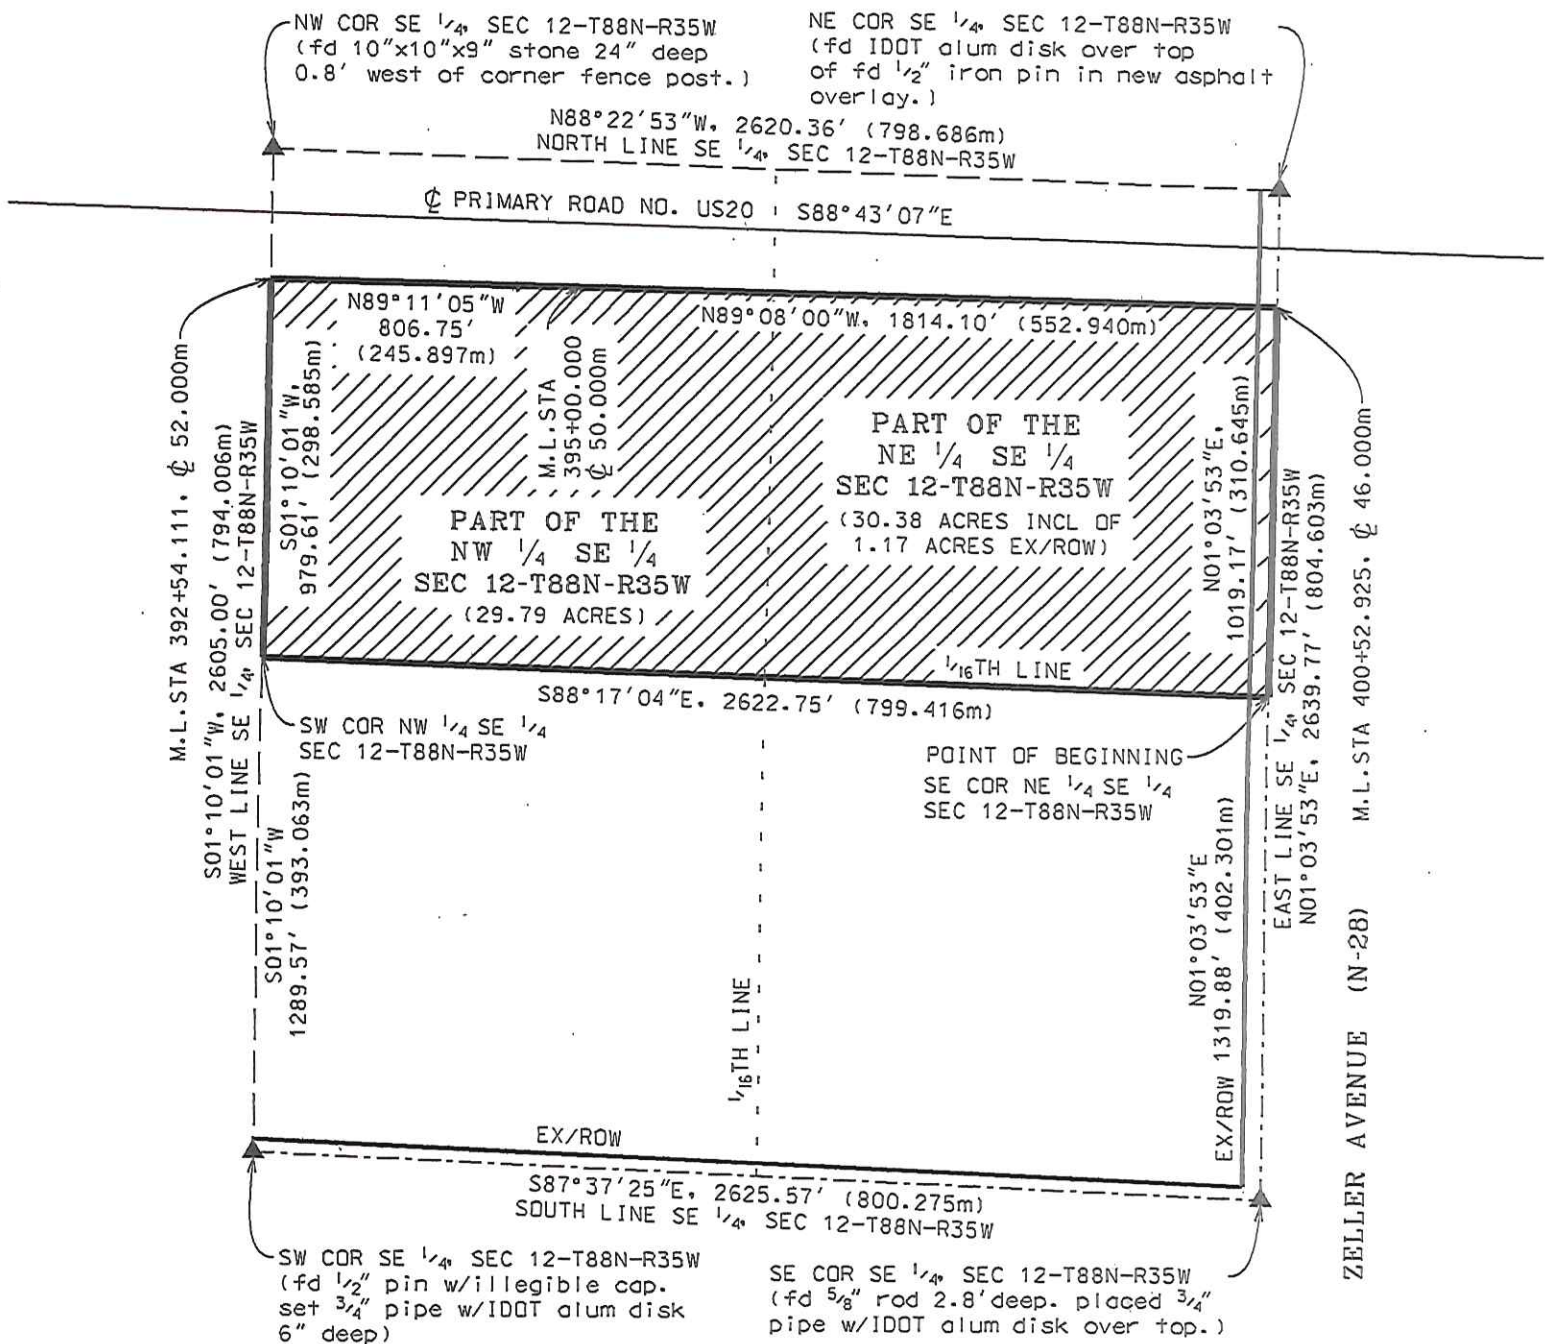 NW COR SE 1/4, SEC 12-T88N-R35W
(fd 10"x10"x9" stone 24" deep
0.8' west of corner fence post.)
NE COR SE 1/4, SEC 12-T88N-R35W
(fd IDOT alum disk over top
of fd 1/2" iron pin in new asphalt
overlay.)
N88°22'53"W, 2620.36' (798.686m)
NORTH LINE SE 1/4, SEC 12-T88N-R35W
℄ PRIMARY ROAD NO. US20
S88°43'07"E
M.L.STA 392+54.111, ℄ 52.000m
S01°10'01"W, 2605.00' (794.006m)
WEST LINE SE 1/4, SEC 12-T88N-R35W
S01°10'01"W,
979.61' (298.585m)
N89°11'05"W
806.75'
(245.897m)
M.L.STA
395+00.000
℄ 50.000m
N89°08'00"W, 1814.10' (552.940m)
PART OF THE
NW 1/4 SE 1/4
SEC 12-T88N-R35W
(29.79 ACRES)
PART OF THE
NE 1/4 SE 1/4
SEC 12-T88N-R35W
(30.38 ACRES INCL OF
1.17 ACRES EX/ROW)
N01°03'53"E,
1019.17' (310.645m)
EAST LINE SE 1/4, SEC 12-T88N-R35W
N01°03'53"E, 2639.77' (804.603m)
M.L.STA 400+52.925, ℄ 46.000m
1/16TH LINE
S88°17'04"E, 2622.75' (799.416m)
SW COR NW 1/4 SE 1/4
SEC 12-T88N-R35W
POINT OF BEGINNING
SE COR NE 1/4 SE 1/4
SEC 12-T88N-R35W
S01°10'01"W
1289.57' (393.063m)
1/16TH LINE
N01°03'53"E
EX/ROW 1319.88' (402.301m)
ZELLER AVENUE (N-28)
EX/ROW
S87°37'25"E, 2625.57' (800.275m)
SOUTH LINE SE 1/4, SEC 12-T88N-R35W
SW COR SE 1/4, SEC 12-T88N-R35W
(fd 1/2" pin w/illegible cap.
set 3/4" pipe w/IDOT alum disk
6" deep)
SE COR SE 1/4, SEC 12-T88N-R35W
(fd 5/8" rod 2.8'deep. placed 3/4"
pipe w/IDOT alum disk over top.)